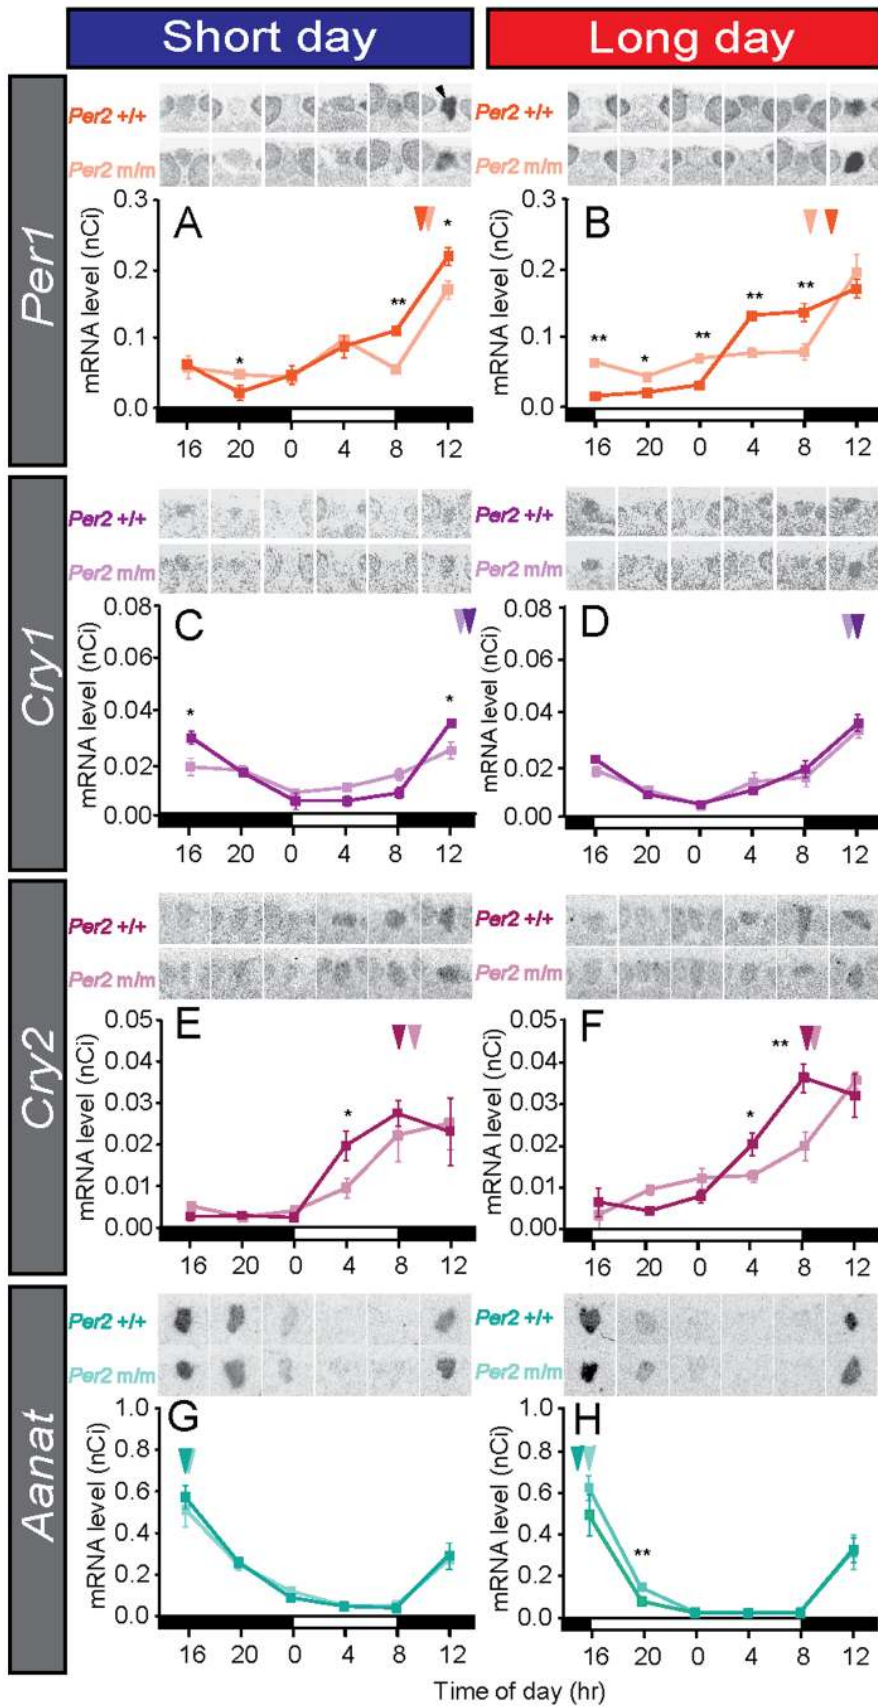 Short day Long day
Per1
Per2 +/+ Per2 +/+
Per2 m/m Per2 m/m
A B
mRNA level (nCi) mRNA level (nCi)
0.3 0.3
0.2 0.2
0.1 0.1
0.0 0.0
* ** * ** * ** ** **
16 20 0 4 8 12 16 20 0 4 8 12
Cry1
Per2 +/+ Per2 +/+
Per2 m/m Per2 m/m
C D
mRNA level (nCi) mRNA level (nCi)
0.08 0.08
0.06 0.06
0.04 0.04
0.02 0.02
0.00 0.00
* *
16 20 0 4 8 12 16 20 0 4 8 12
Cry2
Per2 +/+ Per2 +/+
Per2 m/m Per2 m/m
E F
mRNA level (nCi) mRNA level (nCi)
0.05 0.05
0.04 0.04
0.03 0.03
0.02 0.02
0.01 0.01
0.00 0.00
* * **
16 20 0 4 8 12 16 20 0 4 8 12
Aanat
Per2 +/+ Per2 +/+
Per2 m/m Per2 m/m
G H
mRNA level (nCi) mRNA level (nCi)
1.0 1.0
0.8 0.8
0.6 0.6
0.4 0.4
0.2 0.2
0.0 0.0
**
16 20 0 4 8 12 16 20 0 4 8 12
Time of day (hr)